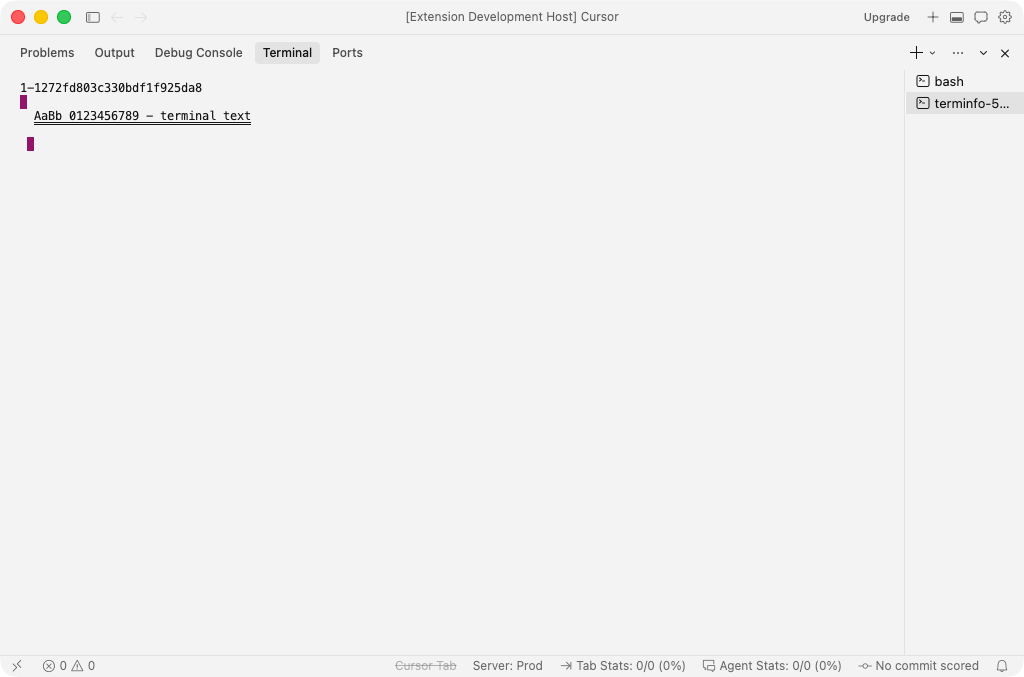 [Extension Development Host] Cursor
Upgrade
Problems Output Debug Console Terminal Ports
1-1272fd803c330bdf1f925da8
AaBb 0123456789 - terminal text
bash
terminfo-5...
0 0 Cursor Tab Server: Prod Tab Stats: 0/0 (0%) Agent Stats: 0/0 (0%) No commit scored